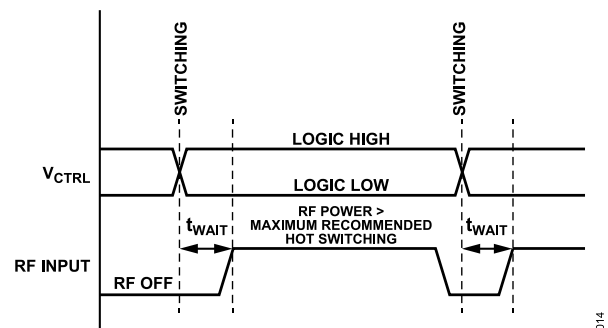 SWITCHING
SWITCHING
VCTRL
LOGIC HIGH
LOGIC LOW
RF POWER >
MAXIMUM RECOMMENDED
HOT SWITCHING
tWAIT
tWAIT
RF INPUT
RF OFF
014